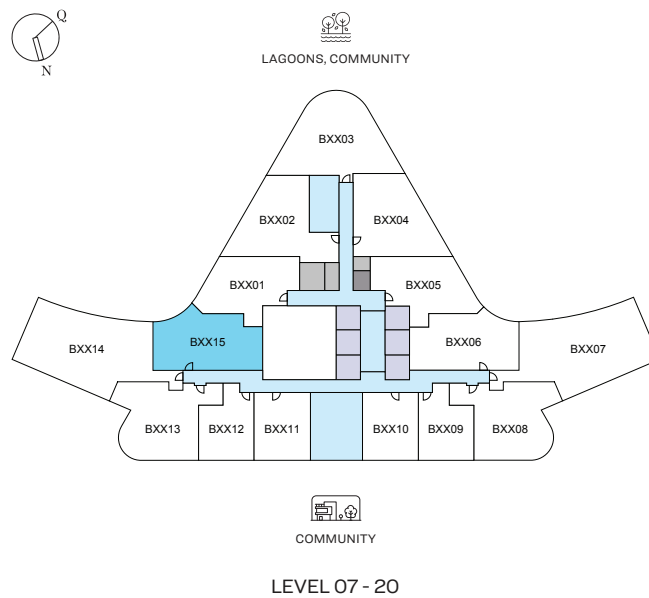 Q
N
LAGOONS, COMMUNITY
BXX03
BXX02
BXX04
BXX01
BXX05
BXX14
BXX15
BXX06
BXX07
BXX13
BXX12
BXX11
BXX10
BXX09
BXX08
COMMUNITY
LEVEL 07 - 20